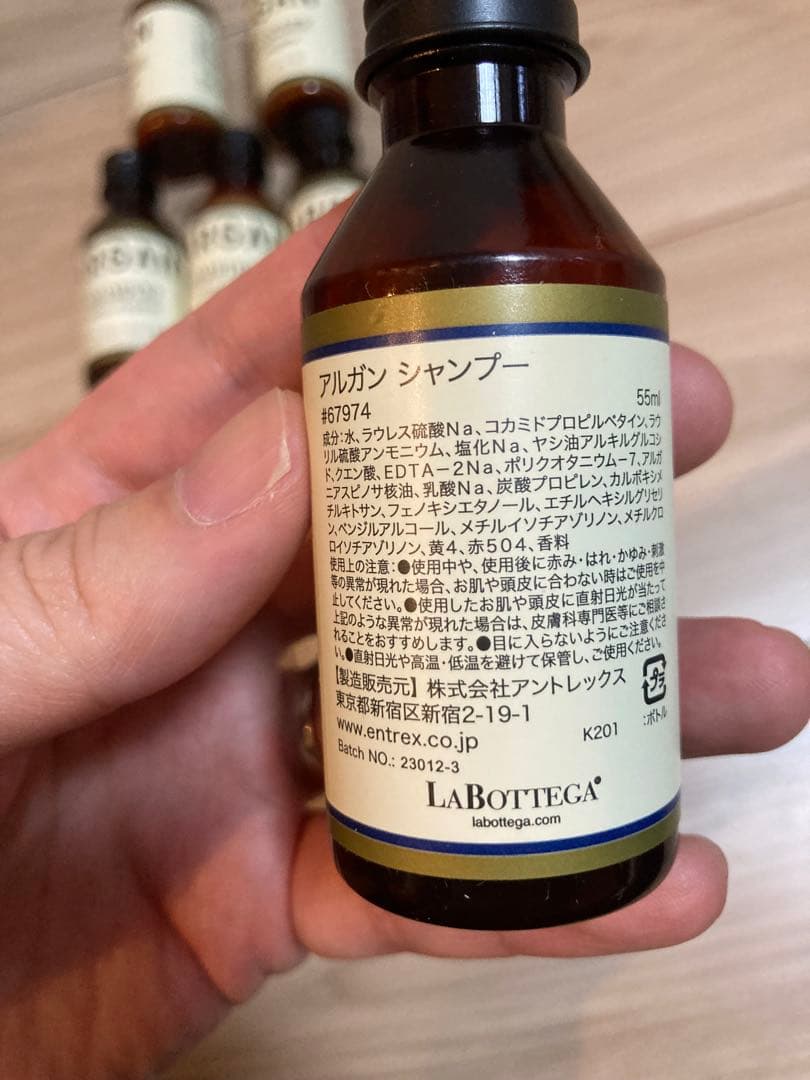 アルガン シャンプー
#67974
55ml
成分:水、ラウレス硫酸Na、コカミドプロピルベタイン、ラウ
リル硫酸アンモニウム、塩化Na、ヤシ油アルキルグルコシ
ド、クエン酸、EDTA-2Na、ポリクオタニウム-7、アルガ
ニアスピノサ核油、乳酸Na、炭酸プロピレン、カルボキシメ
チルキトサン、フェノキシエタノール、エチルヘキシルグリセリ
ン、ベンジルアルコール、メチルイソチアゾリノン、メチルクロ
ロイソチアゾリノン、黄4、赤504、香料
使用上の注意:●使用中や、使用後に赤み・はれ・かゆみ・刺激
等の異常が現れた場合、お肌や頭皮に合わない時はご使用を中
止してください。●使用したお肌や頭皮に直射日光が当たって
上記のような異常が現れた場合は、皮膚科専門医等にご相談さ
れることをおすすめします。●目に入らないようにご注意くださ
い。●直射日光や高温・低温を避けて保管し、ご使用ください。
【製造販売元】株式会社アントレックス
東京都新宿区新宿2-19-1
www.entrex.co.jp
K201
プラ
:ボトル
Batch NO.: 23012-3
LABOTTEGA
labottega.com